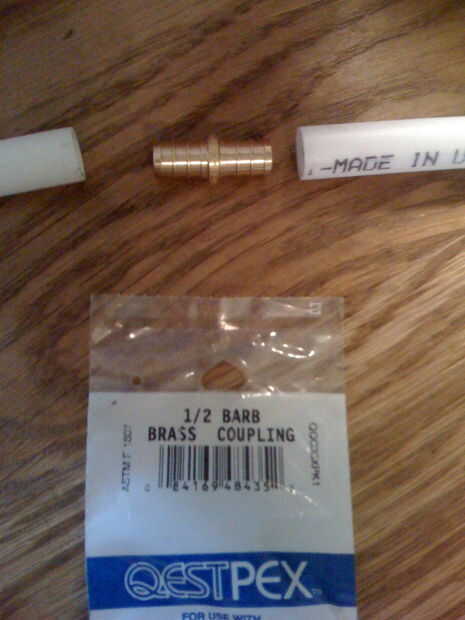 -MADE IN U
1/2 BARB
BRASS COUPLING
ASTM F 1807
QESTPEX
FOR USE WITH